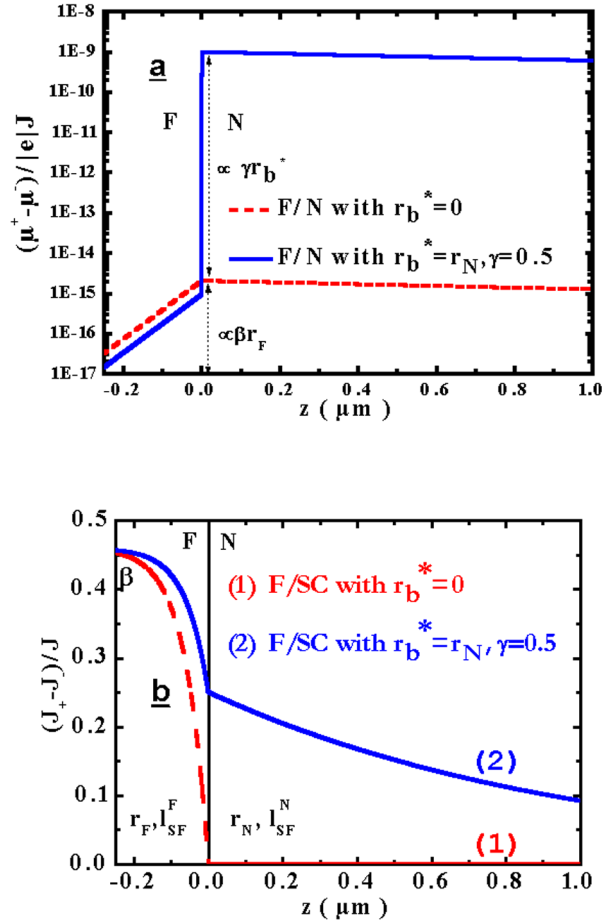 1E-9
1E-10
1E-11
1E-12
1E-13
1E-14
1E-15
1E-16
1E-17
(μ⁺-μ⁻)/|e|J
a
F N
∝ γr_b*
F/N with r_b*=0
F/N with r_b*=r_N, γ=0.5
∝βr_F
-0.2 0.0 0.2 0.4 0.6 0.8 1.0
z ( μm )
0.5
0.4
0.3
0.2
0.1
0.0
(J₊-J₋)/J
F N
β
(1) F/SC with r_b*=0
(2) F/SC with r_b*=r_N, γ=0.5
b
(2)
r_F, l_SF^F r_N, l_SF^N
(1)
-0.2 0.0 0.2 0.4 0.6 0.8 1.0
z ( μm )